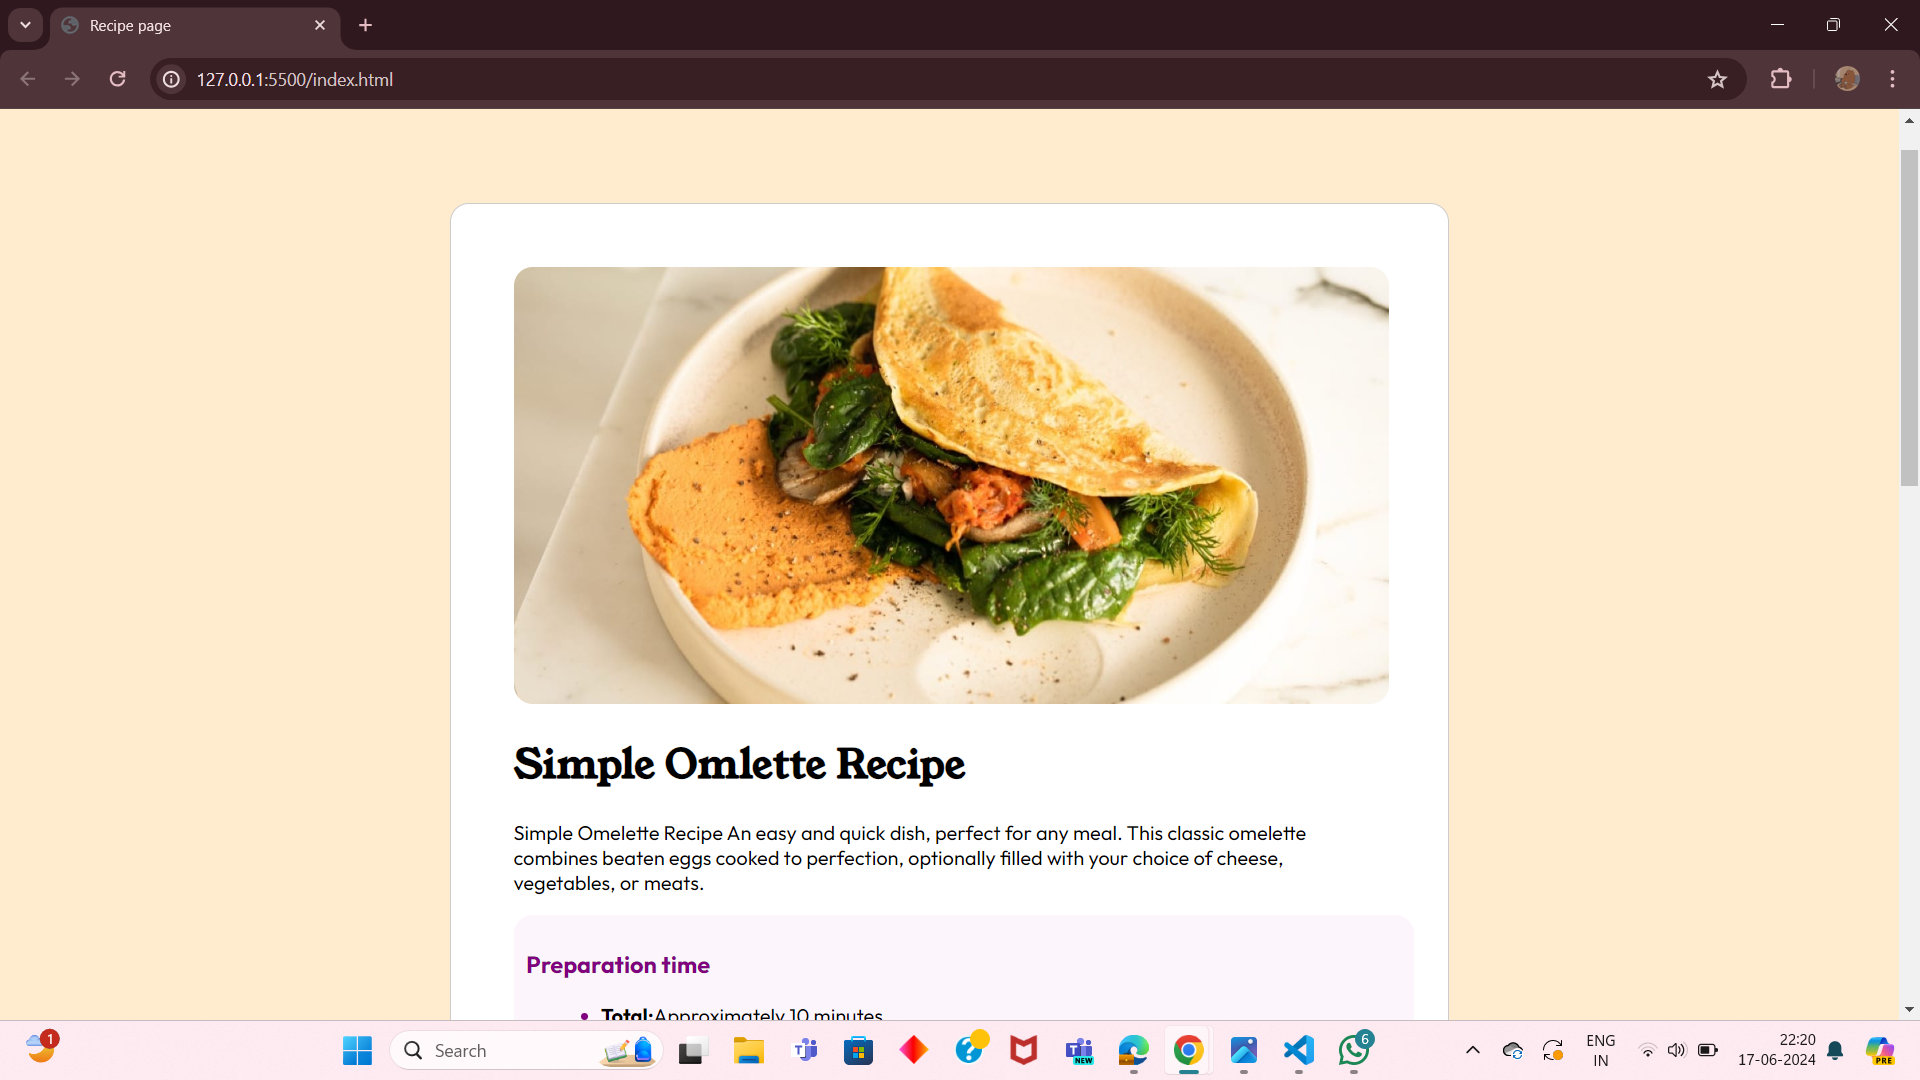 Recipe page
127.0.0.1:5500/index.html
Simple Omlette Recipe
Simple Omelette Recipe An easy and quick dish, perfect for any meal. This classic omelette
combines beaten eggs cooked to perfection, optionally filled with your choice of cheese,
vegetables, or meats.
Preparation time
Total:Approximately 10 minutes
1
Search
NEW
6
ENG
IN
22:20
17-06-2024
PRE